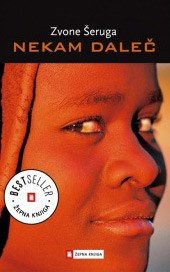 Zvone Šeruga
NEKAM DALEČ
BESTSELLER
ŽEPNA KNJIGA
ŽEPNA KNJIGA